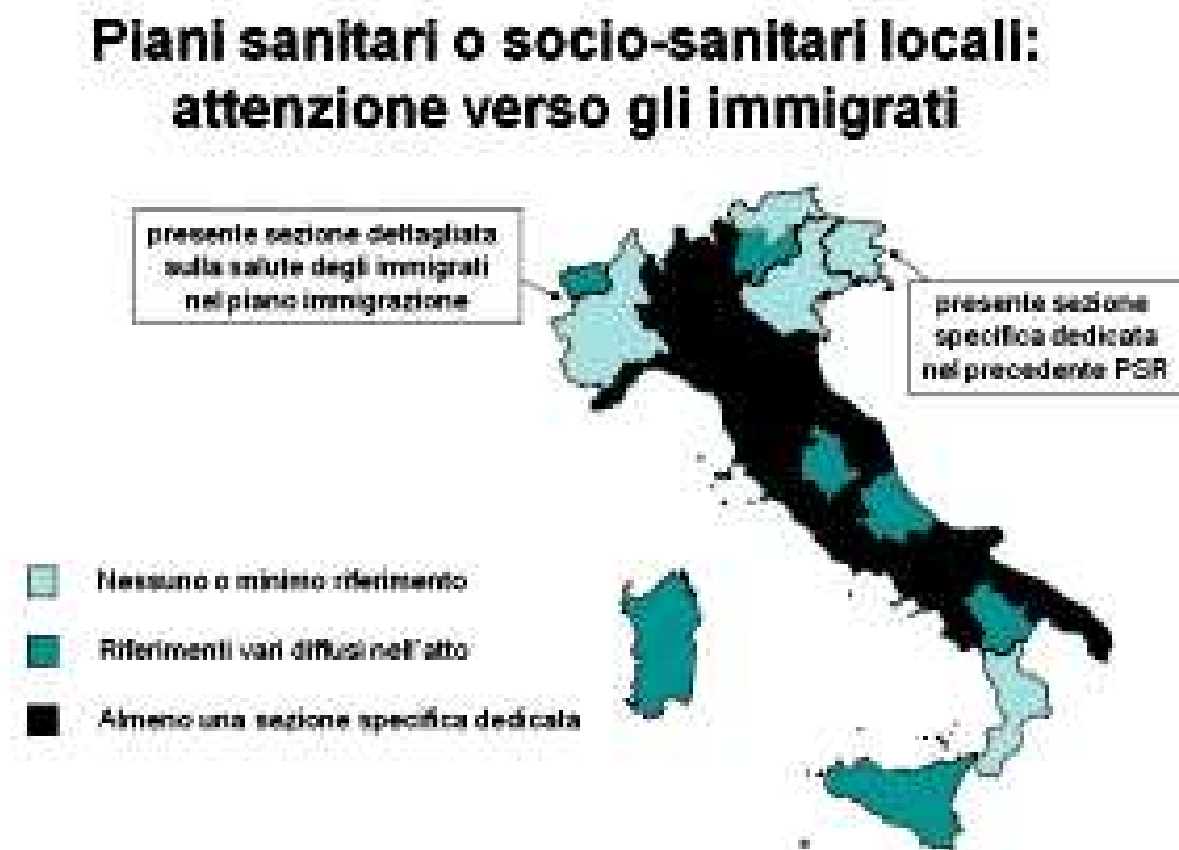 Piani sanitari o socio-sanitari locali:
attenzione verso gli immigrati
presente sezione dettagliata
sulla salute degli immigrati
nel piano immigrazione
presente sezione
specifica dedicata
nel precedente PSR
Nessuno o minimo riferimento
Riferimenti vari diffusi nell'atto
Almeno una sezione specifica dedicata